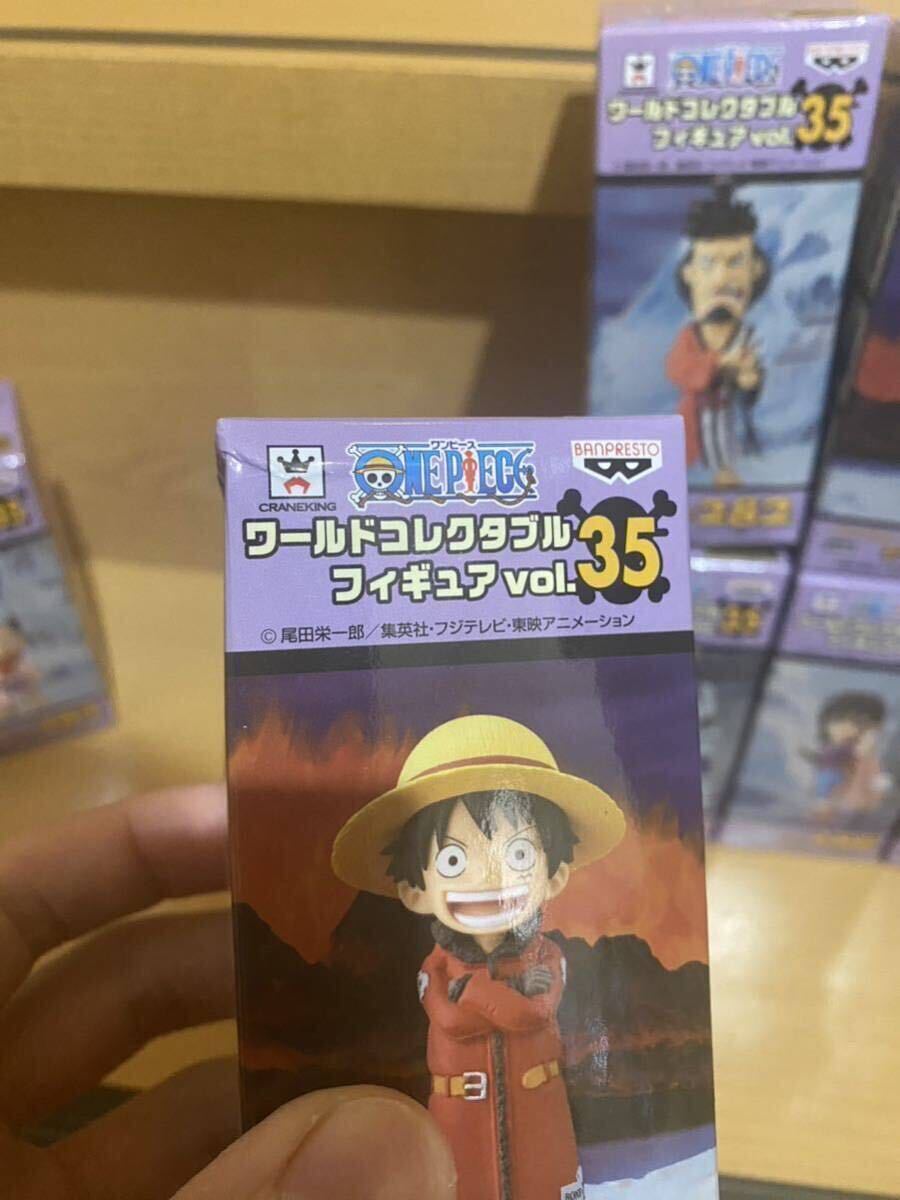 ONE PIECE
BANPRESTO
ワールドコレクタブル
フィギュア vol. 35
CRANEKING
ワンピース
ONE PIECE
BANPRESTO
ワールドコレクタブル
フィギュア vol. 35
© 尾田栄一郎／集英社・フジテレビ・東映アニメーション